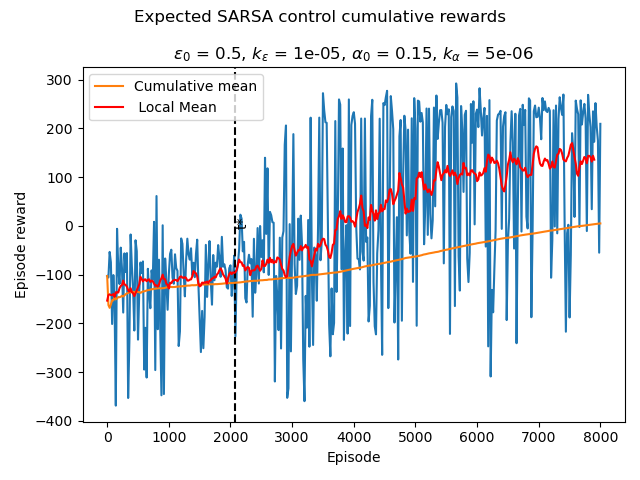 Expected SARSA control cumulative rewards
ε₀ = 0.5, kε = 1e-05, α₀ = 0.15, kα = 5e-06
Cumulative mean
Local Mean
t*
Episode reward
300
200
100
0
−100
−200
−300
−400
0 1000 2000 3000 4000 5000 6000 7000 8000
Episode